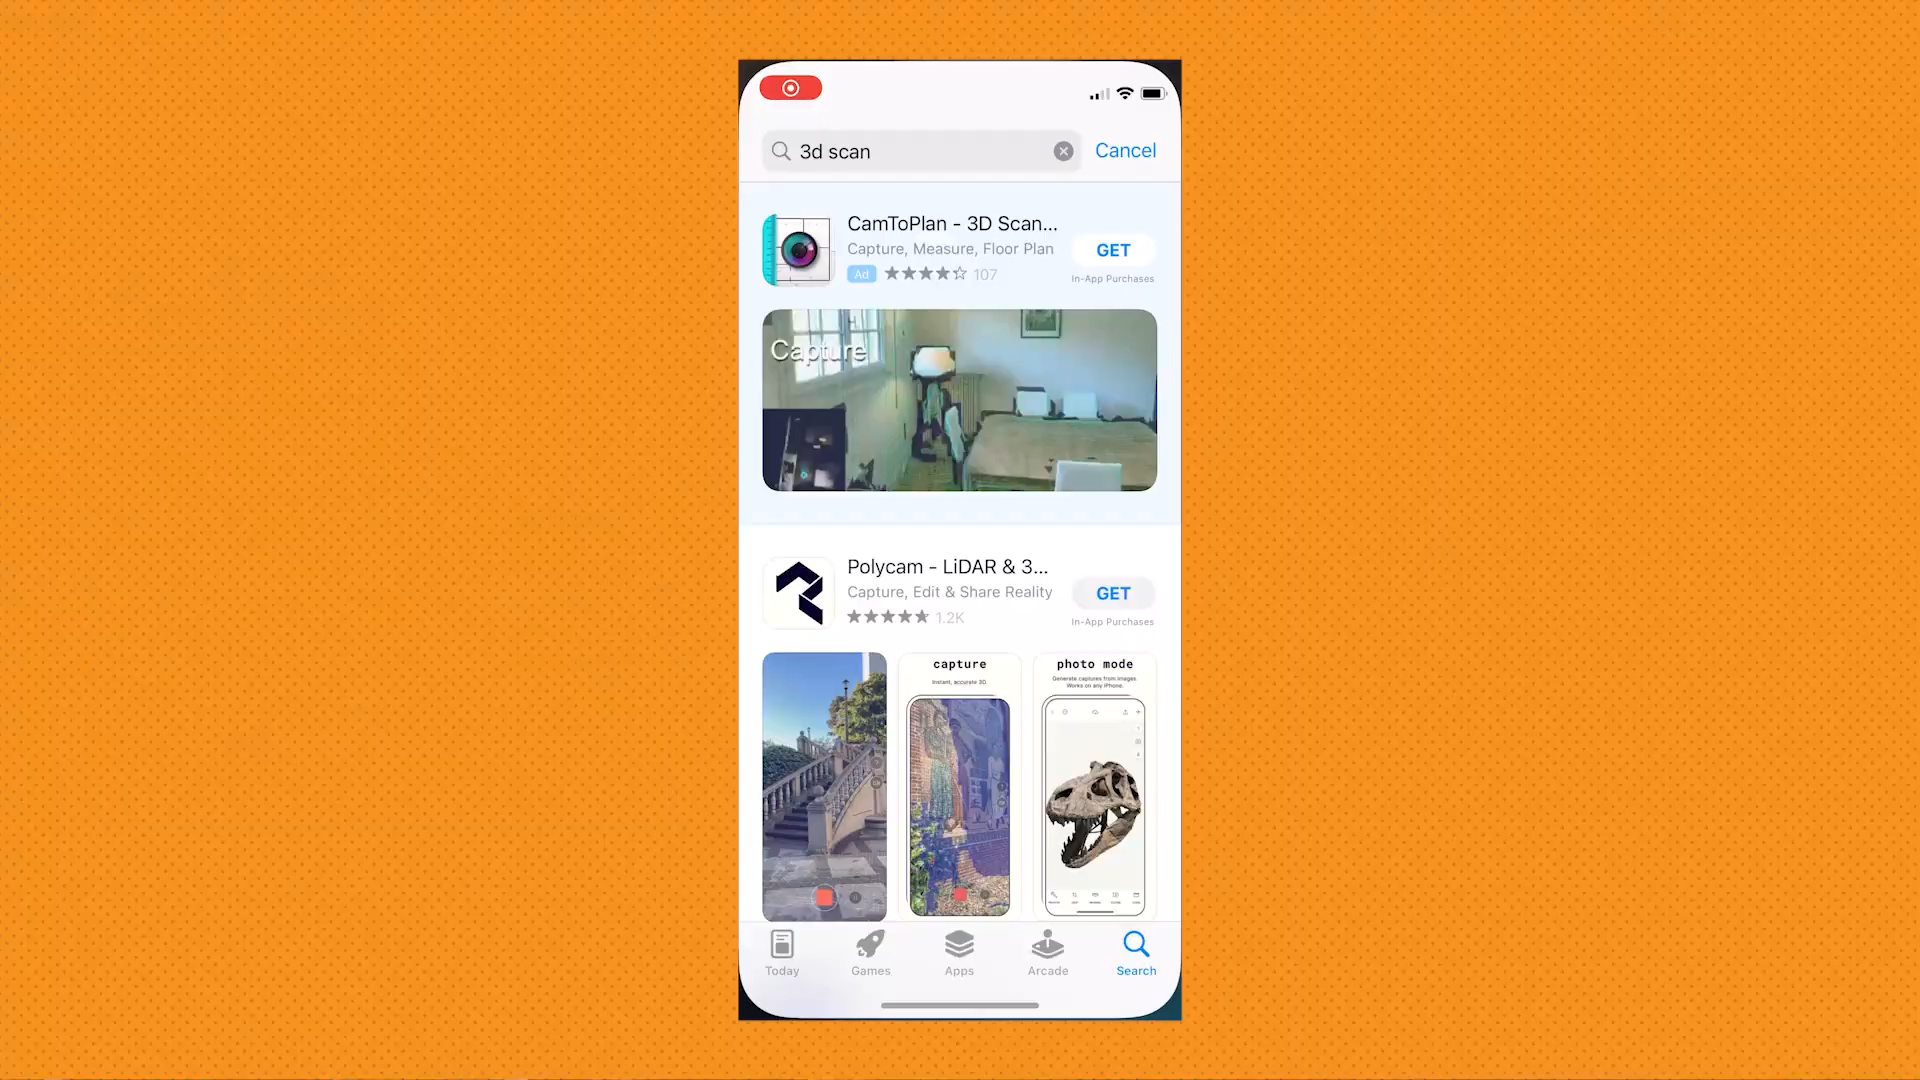 3d scan
Cancel
CamToPlan - 3D Scan...
Capture, Measure, Floor Plan
GET
Ad
107
In-App Purchases
Capture
Polycam - LiDAR & 3...
Capture, Edit & Share Reality
GET
1.2K
In-App Purchases
capture
Instant, accurate 3D.
photo mode
Generate captures from images.
Works on any iPhone.
Today
Games
Apps
Arcade
Search